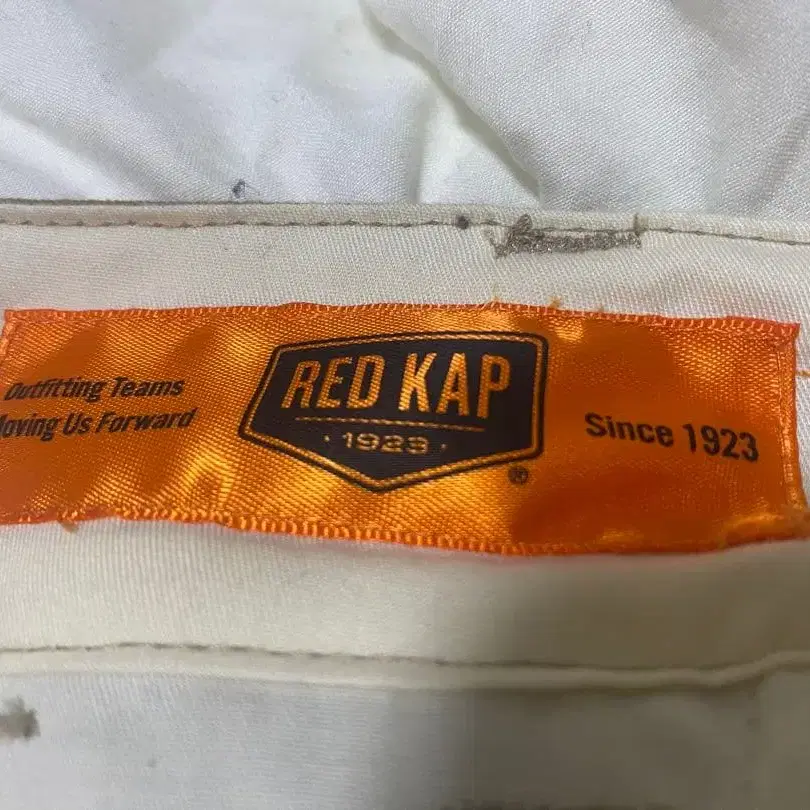 Outfitting Teams
Moving Us Forward
RED KAP
· 1923 ·
®
Since 1923